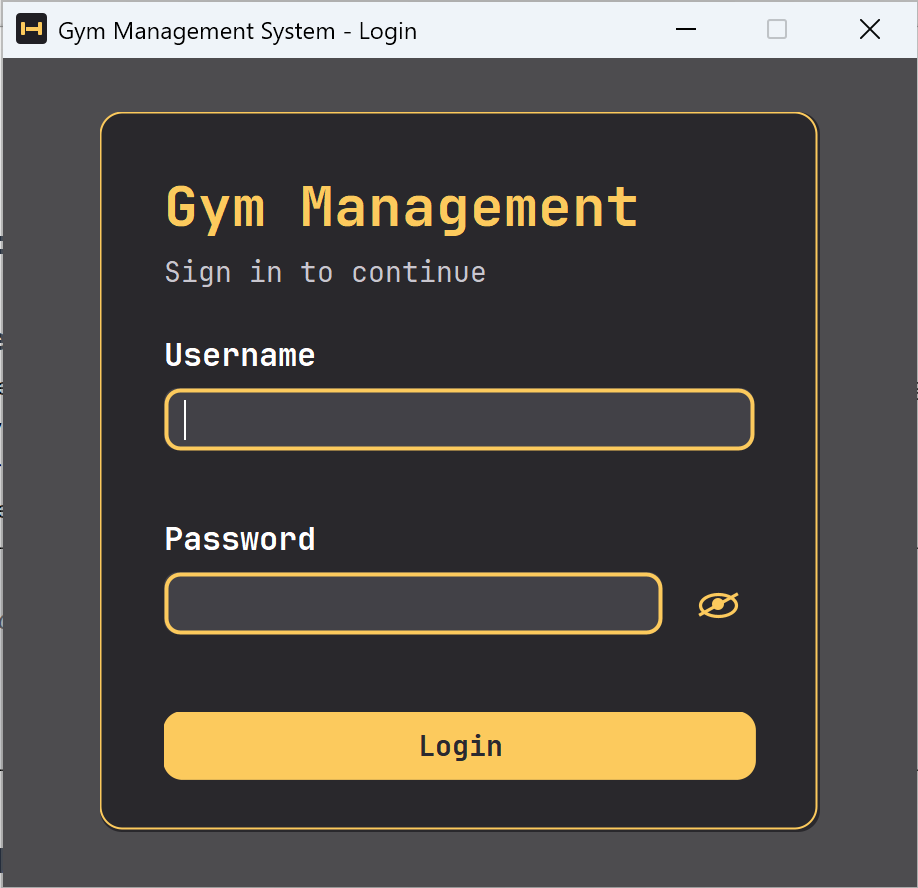 Gym Management System - Login
Gym Management
Sign in to continue
Username
Password
Login